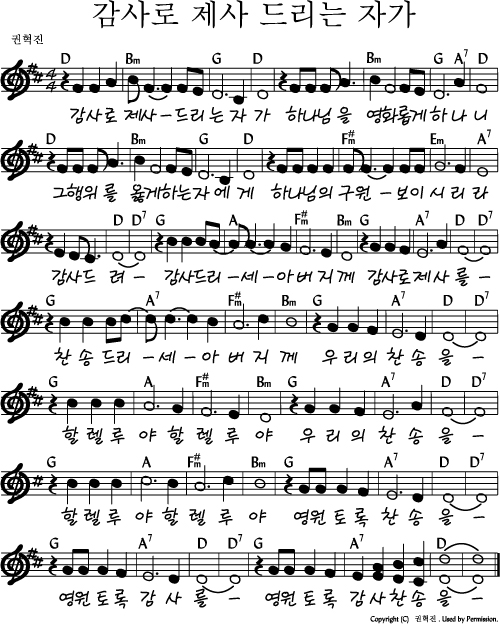 감사로 제사 드리는 자가
권혁진
D Bm G D Bm G A7 D
4/4
감사로 제사-드리는 자 가 하나님 을 영화롭게 하 나 니
D Bm G D F#m Em A7
그행위 를 옳게하는자 에 게 하나님의 구원 - 보이 시 리 라
D D7 G A F#m Bm G A7 D D7
감사드 려 - 감사드리-세-아버지께 감사로제사 를-
G A7 F#m Bm G A7 D D7
찬 송 드리 -세-아 버 지 께 우 리 의 찬 송 을-
G A F#m Bm G A7 D D7
할 렐 루 야 할 렐 루 야 우 리 의 찬 송 을-
G A F#m Bm G A7 D D7
할 렐 루 야 할 렐 루 야 영원 토 록 찬 송 을-
G A7 D D7 G A7 D
영원 토 록 감 사 를- 영원 토 록 감사찬송 을-
Copyright (C) 권혁진 . Used by Permission.